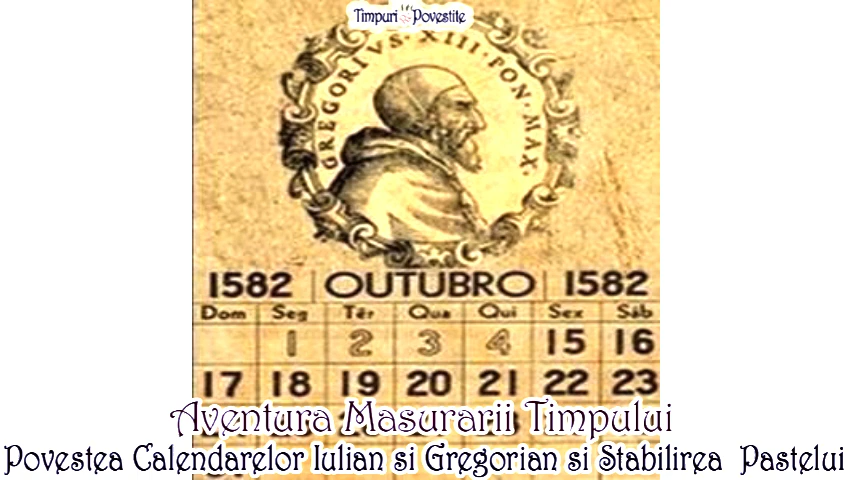 Timpuri Povestite
GREGORIVS·XIII·PON·MAX·
1582 OUTUBRO 1582
Dom Seg Têr Qua Qui Sex Sáb
1 2 3 4 15 16
17 18 19 20 21 22 23
Aventura Masurarii Timpului
Povestea Calendarelor Iulian si Gregorian si Stabilirea Pastelui